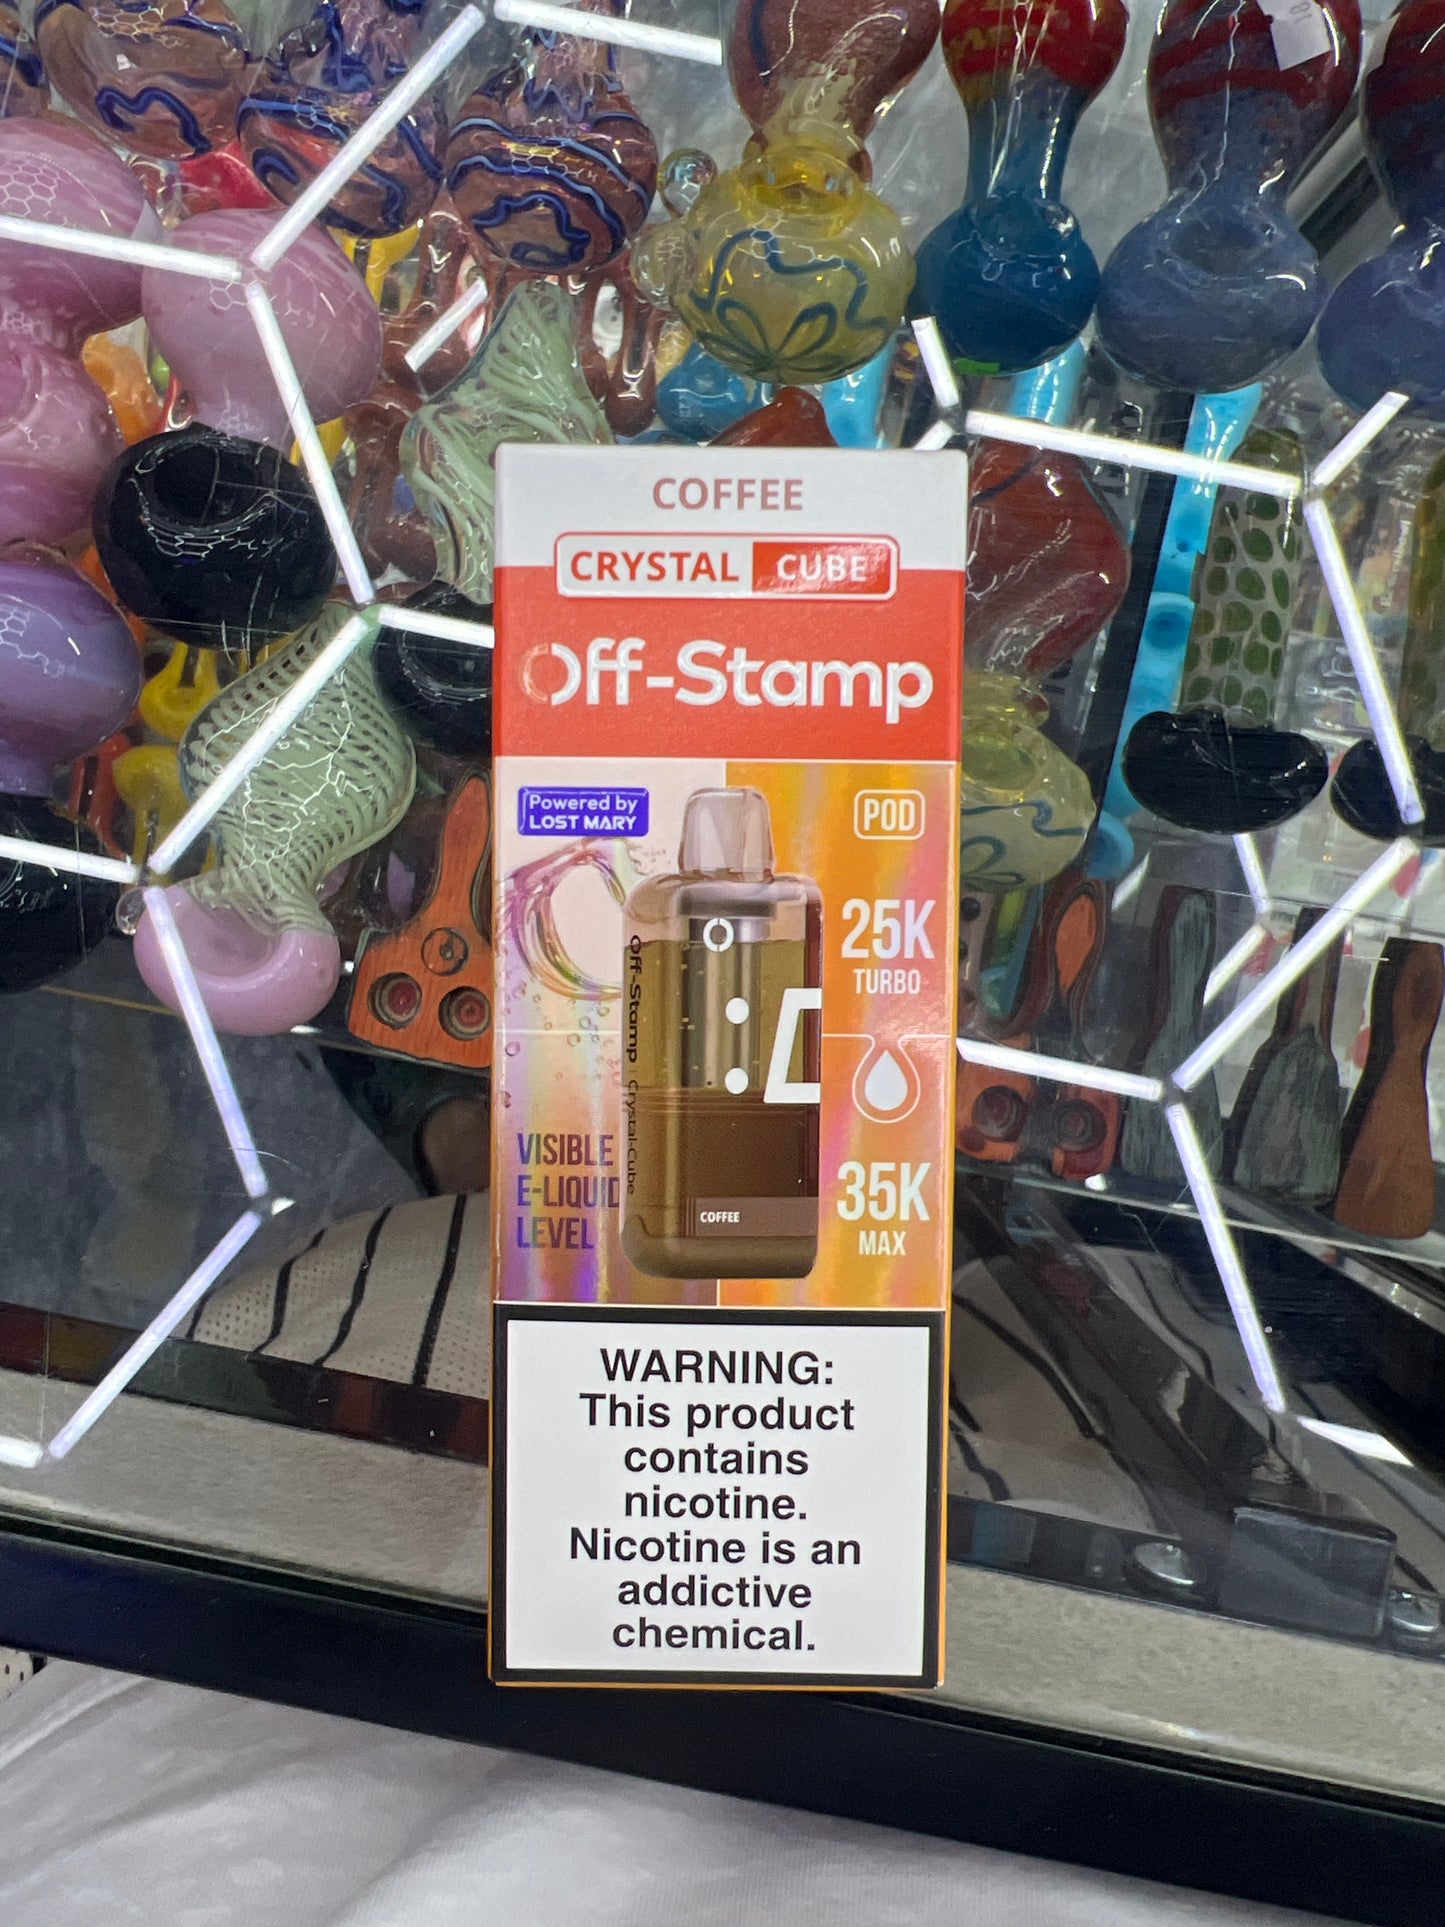 COFFEE
CRYSTAL CUBE
Off-Stamp
Powered by
LOST MARY
POD
25K
TURBO
Off-Stamp Crystal-Cube
VISIBLE
E-LIQUID
LEVEL
35K
MAX
COFFEE
WARNING:
This product
contains
nicotine.
Nicotine is an
addictive
chemical.